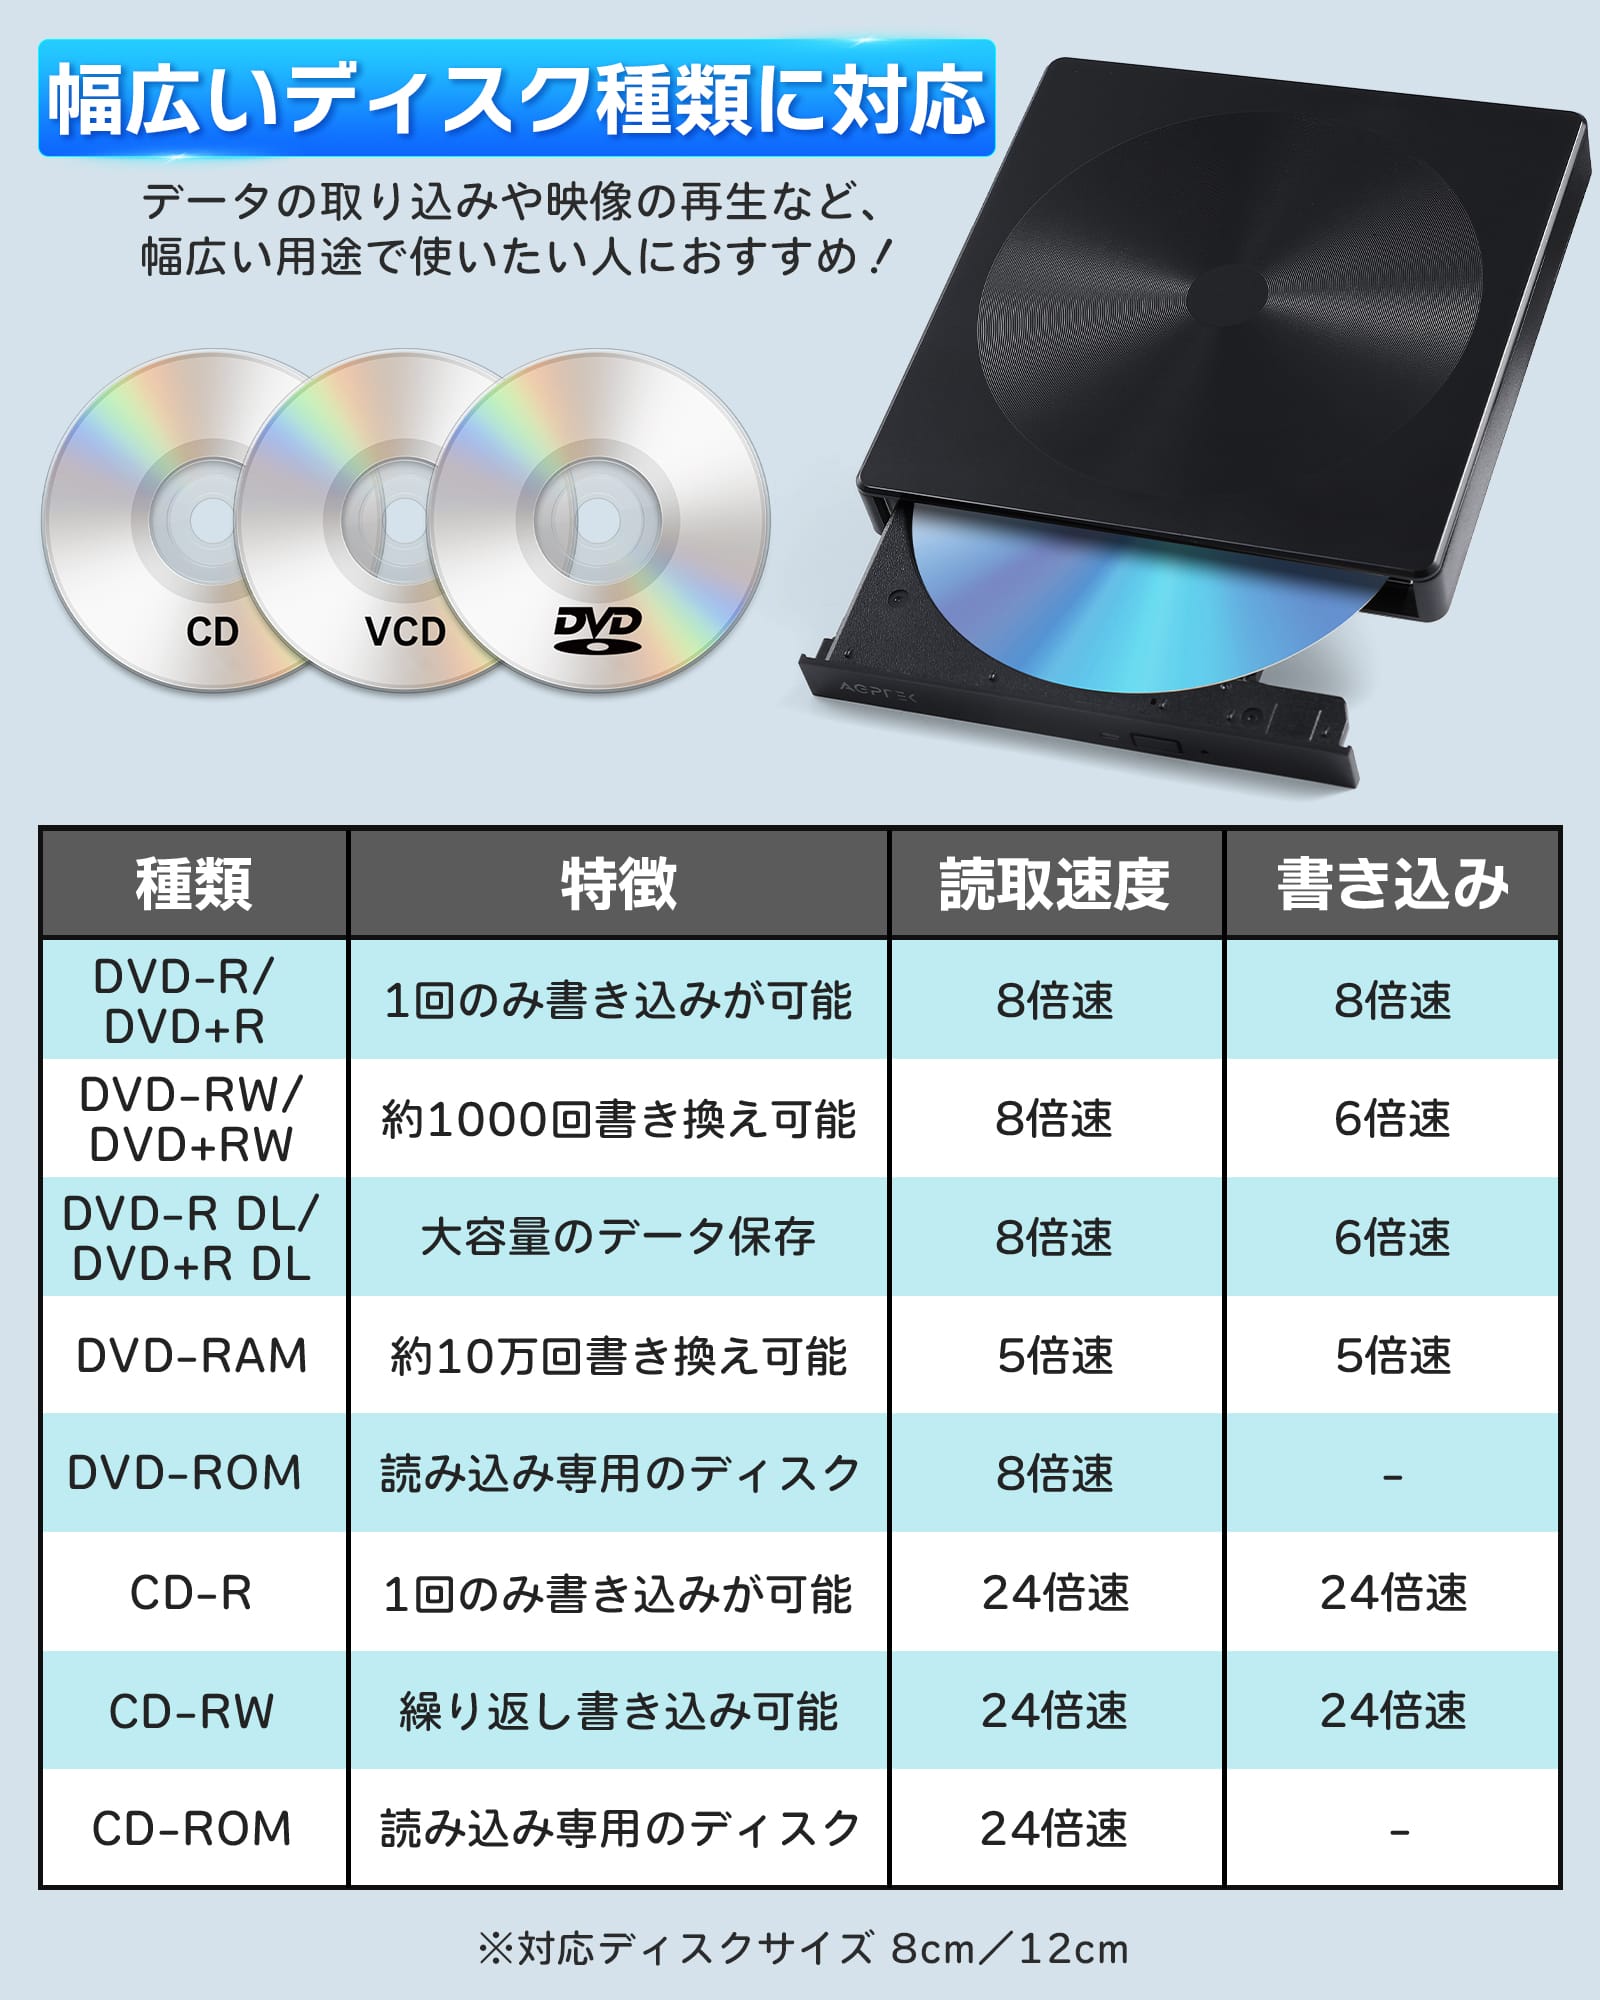 幅広いディスク種類に対応
データの取り込みや映像の再生など、
幅広い用途で使いたい人におすすめ！
CD
VCD
DVD
AGPTEK
種類 特徴 読取速度 書き込み
DVD-R/
DVD+R
1回のみ書き込みが可能 8倍速 8倍速
DVD-RW/
DVD+RW
約1000回書き換え可能 8倍速 6倍速
DVD-R DL/
DVD+R DL
大容量のデータ保存 8倍速 6倍速
DVD-RAM 約10万回書き換え可能 5倍速 5倍速
DVD-ROM 読み込み専用のディスク 8倍速 -
CD-R 1回のみ書き込みが可能 24倍速 24倍速
CD-RW 繰り返し書き込み可能 24倍速 24倍速
CD-ROM 読み込み専用のディスク 24倍速 -
※対応ディスクサイズ 8cm／12cm